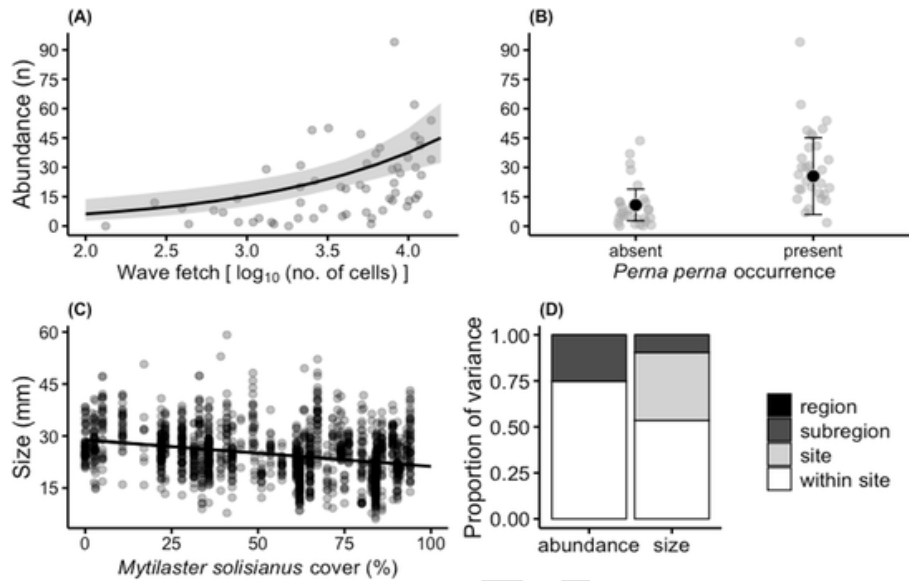 (A)
Abundance (n)
90
75
60
45
30
15
0
2.0 2.5 3.0 3.5 4.0
Wave fetch [ log10 (no. of cells) ]
(B)
90
75
60
45
30
15
0
absent present
Perna perna occurrence
(C)
Size (mm)
60
45
30
15
0 25 50 75 100
Mytilaster solisianus cover (%)
(D)
Proportion of variance
1.00
0.75
0.50
0.25
0.00
abundance size
region
subregion
site
within site